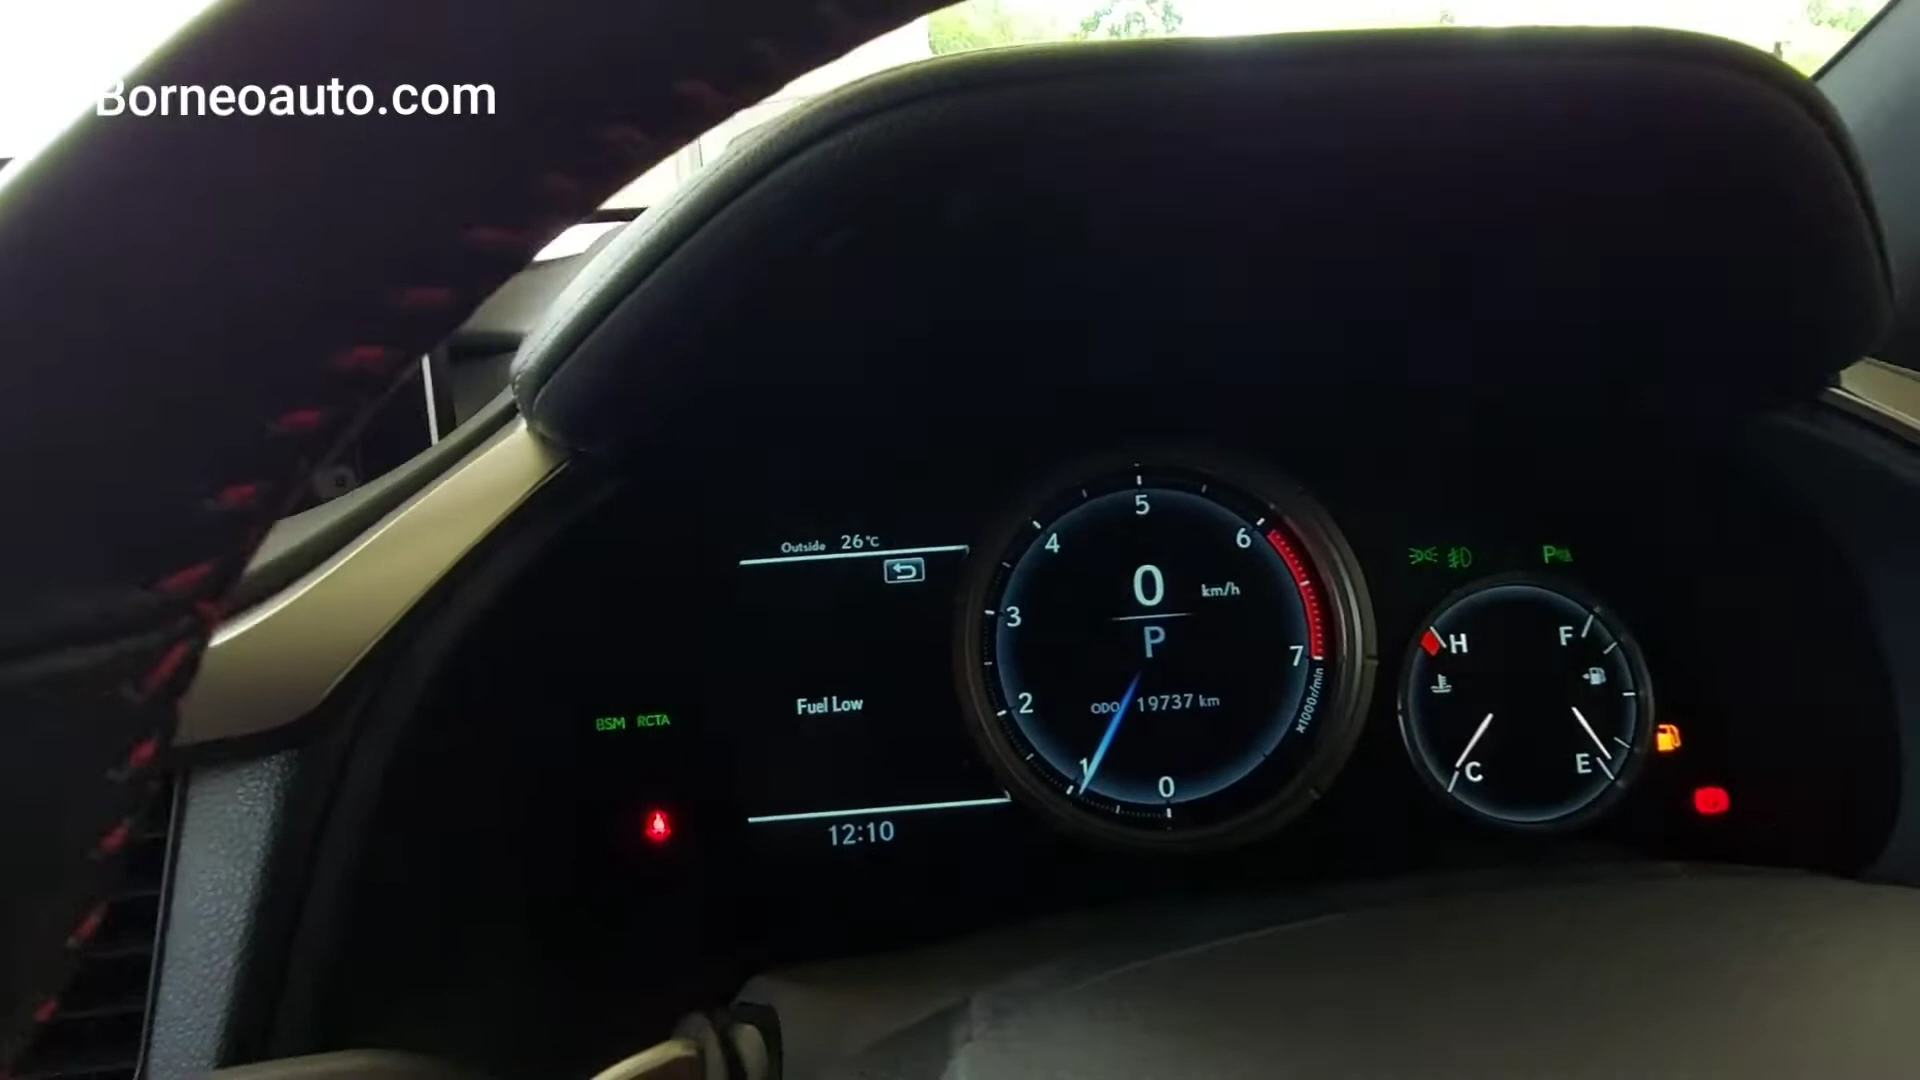 Borneoauto.com
Outside 26°C
Fuel Low
12:10
BSM RCTA
0 1 2 3 4 5 6 7
x1000r/min
0 km/h
P
ODO 19737 km
H
C
F
E